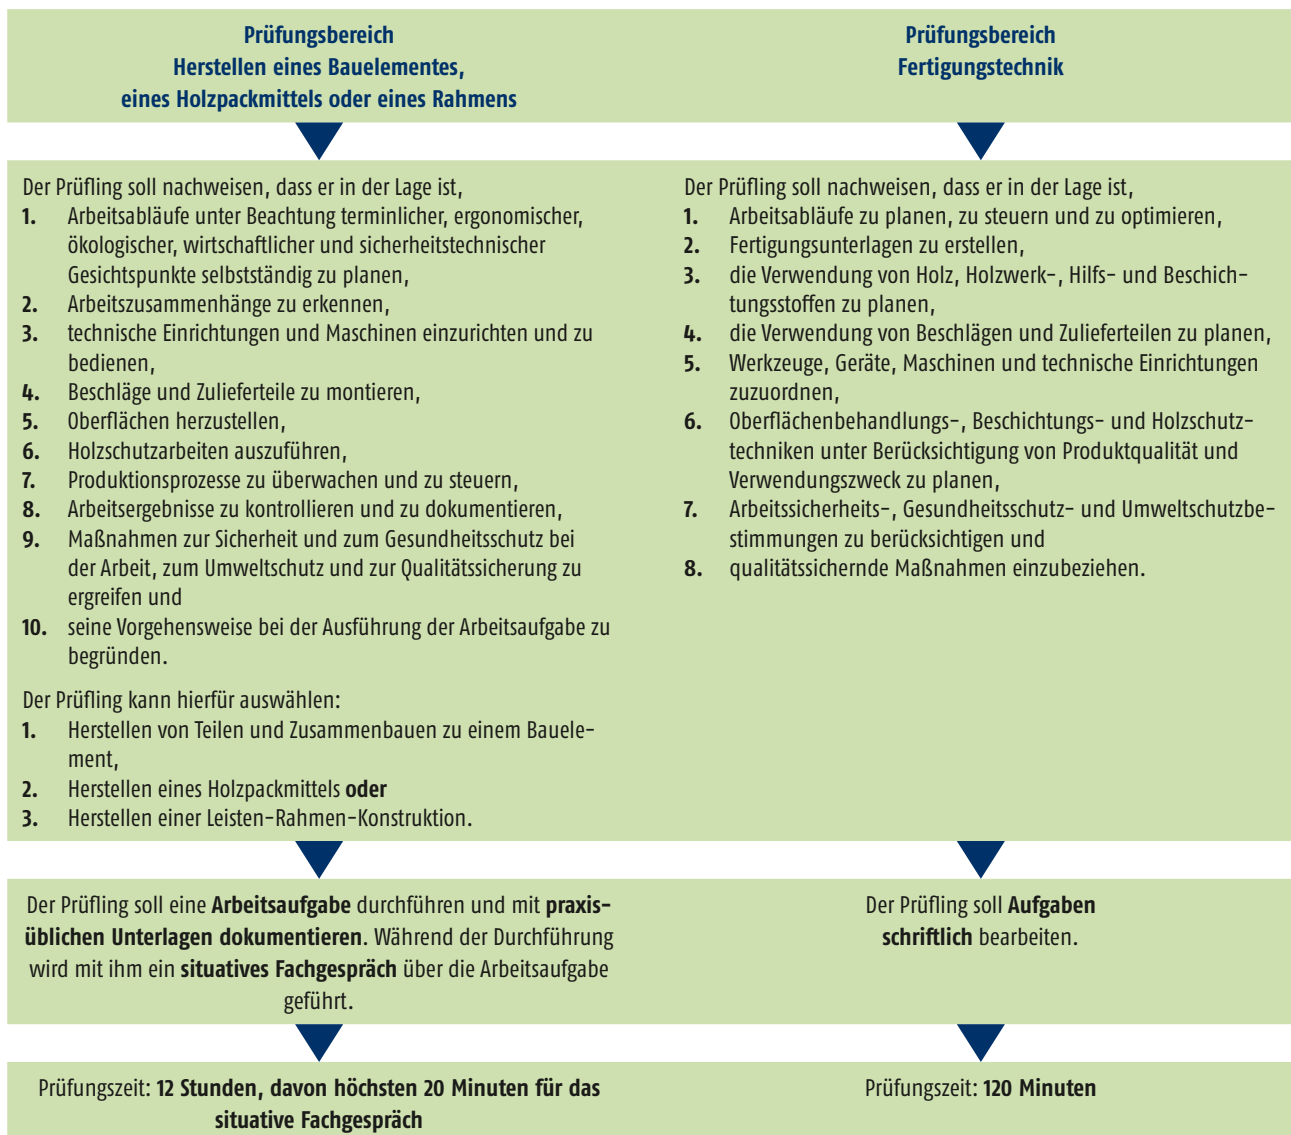 Prüfungsbereich
Herstellen eines Bauelementes,
eines Holzpackmittels oder eines Rahmens
Der Prüfling soll nachweisen, dass er in der Lage ist,
1. Arbeitsabläufe unter Beachtung terminlicher, ergonomischer,
ökologischer, wirtschaftlicher und sicherheitstechnischer
Gesichtspunkte selbstständig zu planen,
2. Arbeitszusammenhänge zu erkennen,
3. technische Einrichtungen und Maschinen einzurichten und zu
bedienen,
4. Beschläge und Zulieferteile zu montieren,
5. Oberflächen herzustellen,
6. Holzschutzarbeiten auszuführen,
7. Produktionsprozesse zu überwachen und zu steuern,
8. Arbeitsergebnisse zu kontrollieren und zu dokumentieren,
9. Maßnahmen zur Sicherheit und zum Gesundheitsschutz bei
der Arbeit, zum Umweltschutz und zur Qualitätssicherung zu
ergreifen und
10. seine Vorgehensweise bei der Ausführung der Arbeitsaufgabe zu
begründen.
Der Prüfling kann hierfür auswählen:
1. Herstellen von Teilen und Zusammenbauen zu einem Bauele-
ment,
2. Herstellen eines Holzpackmittels oder
3. Herstellen einer Leisten-Rahmen-Konstruktion.
Der Prüfling soll eine Arbeitsaufgabe durchführen und mit praxis-
üblichen Unterlagen dokumentieren. Während der Durchführung
wird mit ihm ein situatives Fachgespräch über die Arbeitsaufgabe
geführt.
Prüfungszeit: 12 Stunden, davon höchsten 20 Minuten für das
situative Fachgespräch
Prüfungsbereich
Fertigungstechnik
Der Prüfling soll nachweisen, dass er in der Lage ist,
1. Arbeitsabläufe zu planen, zu steuern und zu optimieren,
2. Fertigungsunterlagen zu erstellen,
3. die Verwendung von Holz, Holzwerk-, Hilfs- und Beschich-
tungsstoffen zu planen,
4. die Verwendung von Beschlägen und Zulieferteilen zu planen,
5. Werkzeuge, Geräte, Maschinen und technische Einrichtungen
zuzuordnen,
6. Oberflächenbehandlungs-, Beschichtungs- und Holzschutz-
techniken unter Berücksichtigung von Produktqualität und
Verwendungszweck zu planen,
7. Arbeitssicherheits-, Gesundheitsschutz- und Umweltschutzbe-
stimmungen zu berücksichtigen und
8. qualitätssichernde Maßnahmen einzubeziehen.
Der Prüfling soll Aufgaben
schriftlich bearbeiten.
Prüfungszeit: 120 Minuten